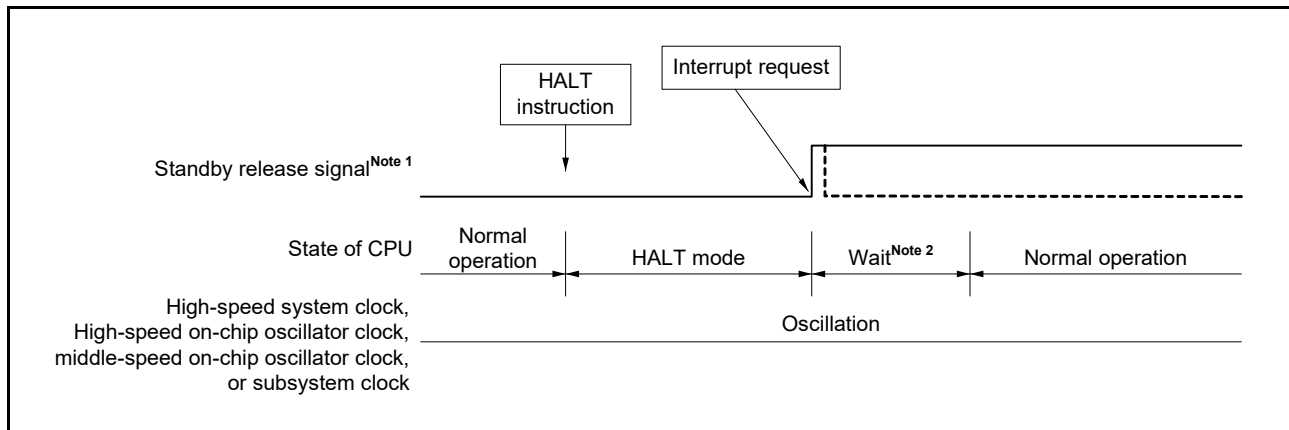 HALT
instruction
Interrupt request
Standby release signalNote 1
State of CPU
Normal
operation
HALT mode
WaitNote 2
Normal operation
High-speed system clock,
High-speed on-chip oscillator clock,
middle-speed on-chip oscillator clock,
or subsystem clock
Oscillation